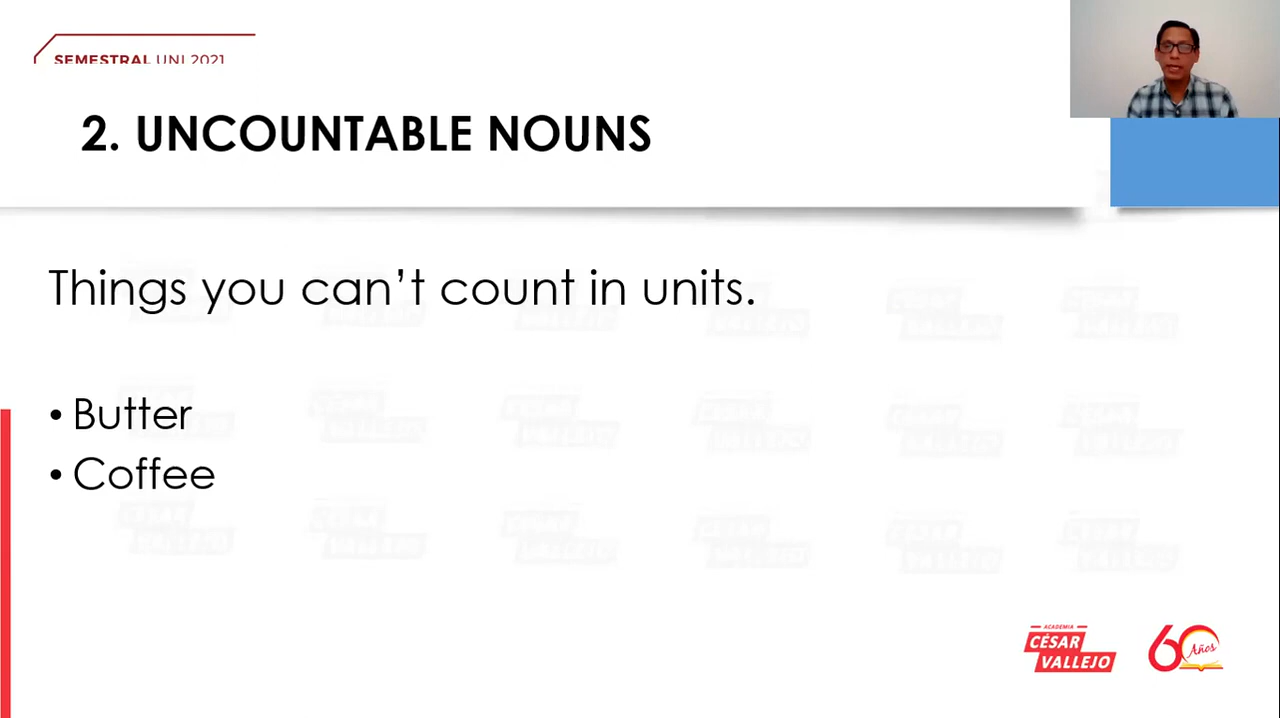 SEMESTRAL UNI 2021
2. UNCOUNTABLE NOUNS
Things you can’t count in units.
• Butter
• Coffee
ACADEMIA
CÉSAR
VALLEJO
60
Años